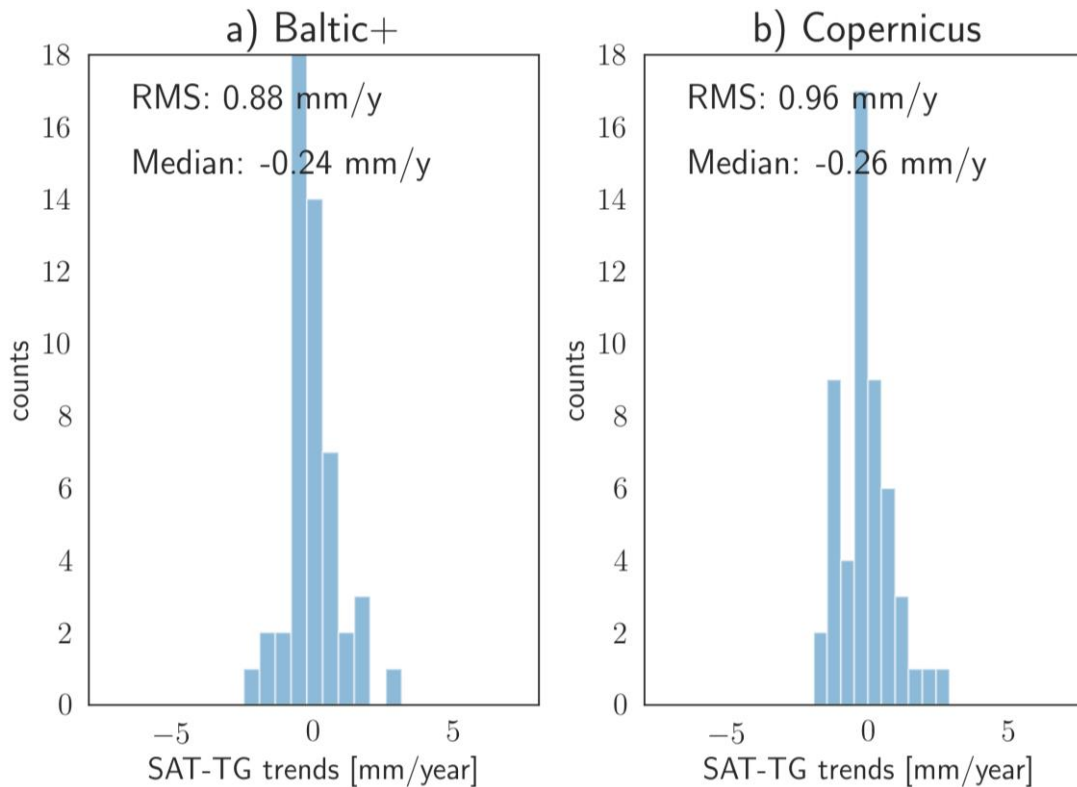 a) Baltic+
18
RMS: 0.88 mm/y
16
Median: -0.24 mm/y
14
12
10
counts
8
6
4
2
0
−5 0 5
SAT-TG trends [mm/year]
b) Copernicus
18
RMS: 0.96 mm/y
16
Median: -0.26 mm/y
14
12
10
counts
8
6
4
2
0
−5 0 5
SAT-TG trends [mm/year]